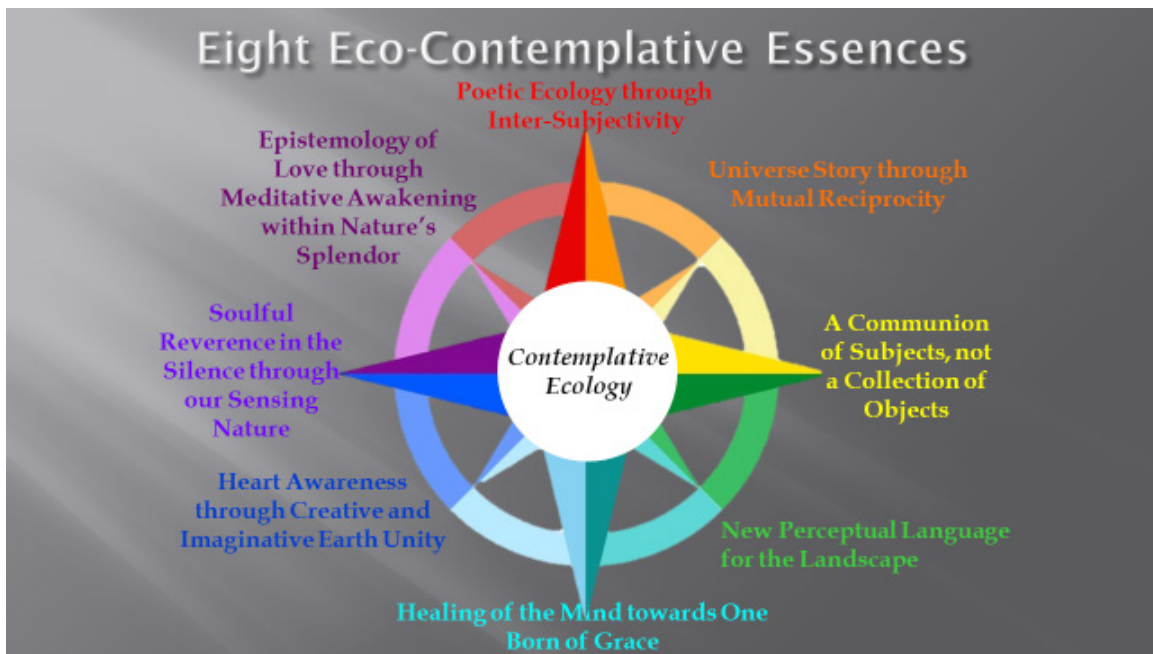 Eight Eco-Contemplative Essences
Poetic Ecology through
Inter-Subjectivity
Universe Story through
Mutual Reciprocity
A Communion
of Subjects, not
a Collection of
Objects
New Perceptual Language
for the Landscape
Healing of the Mind towards One
Born of Grace
Heart Awareness
through Creative and
Imaginative Earth Unity
Soulful
Reverence in the
Silence through
our Sensing
Nature
Epistemology of
Love through
Meditative Awakening
within Nature's
Splendor
Contemplative
Ecology